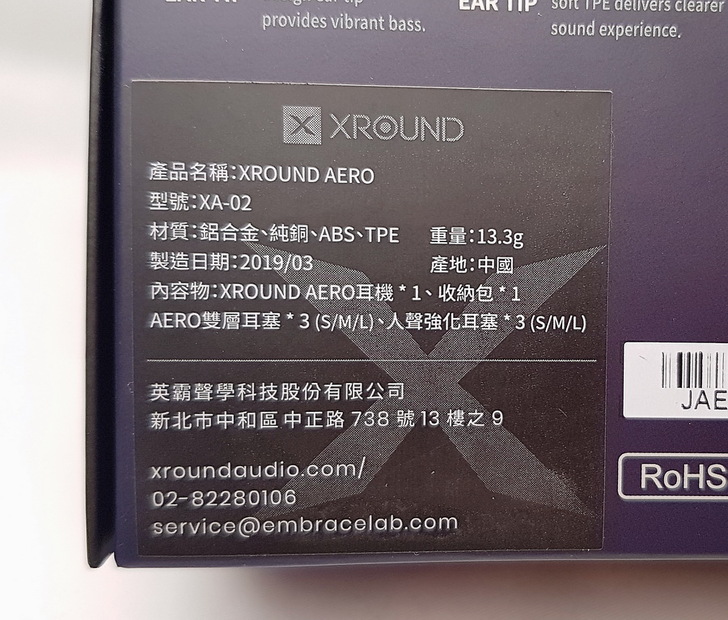 provides vibrant bass.
EAR TIP
soft TPE delivers clearer
sound experience.
XROUND
產品名稱:XROUND AERO
型號:XA-02
材質:鋁合金、純銅、ABS、TPE 重量:13.3g
製造日期:2019/03 產地:中國
內容物:XROUND AERO耳機 * 1、收納包 * 1
AERO雙層耳塞 * 3 (S/M/L)、人聲強化耳塞 * 3 (S/M/L)
英霸聲學科技股份有限公司
新北市中和區中正路 738 號 13 樓之 9
xroundaudio.com/
02-82280106
service@embracelab.com
JAE
RoHS